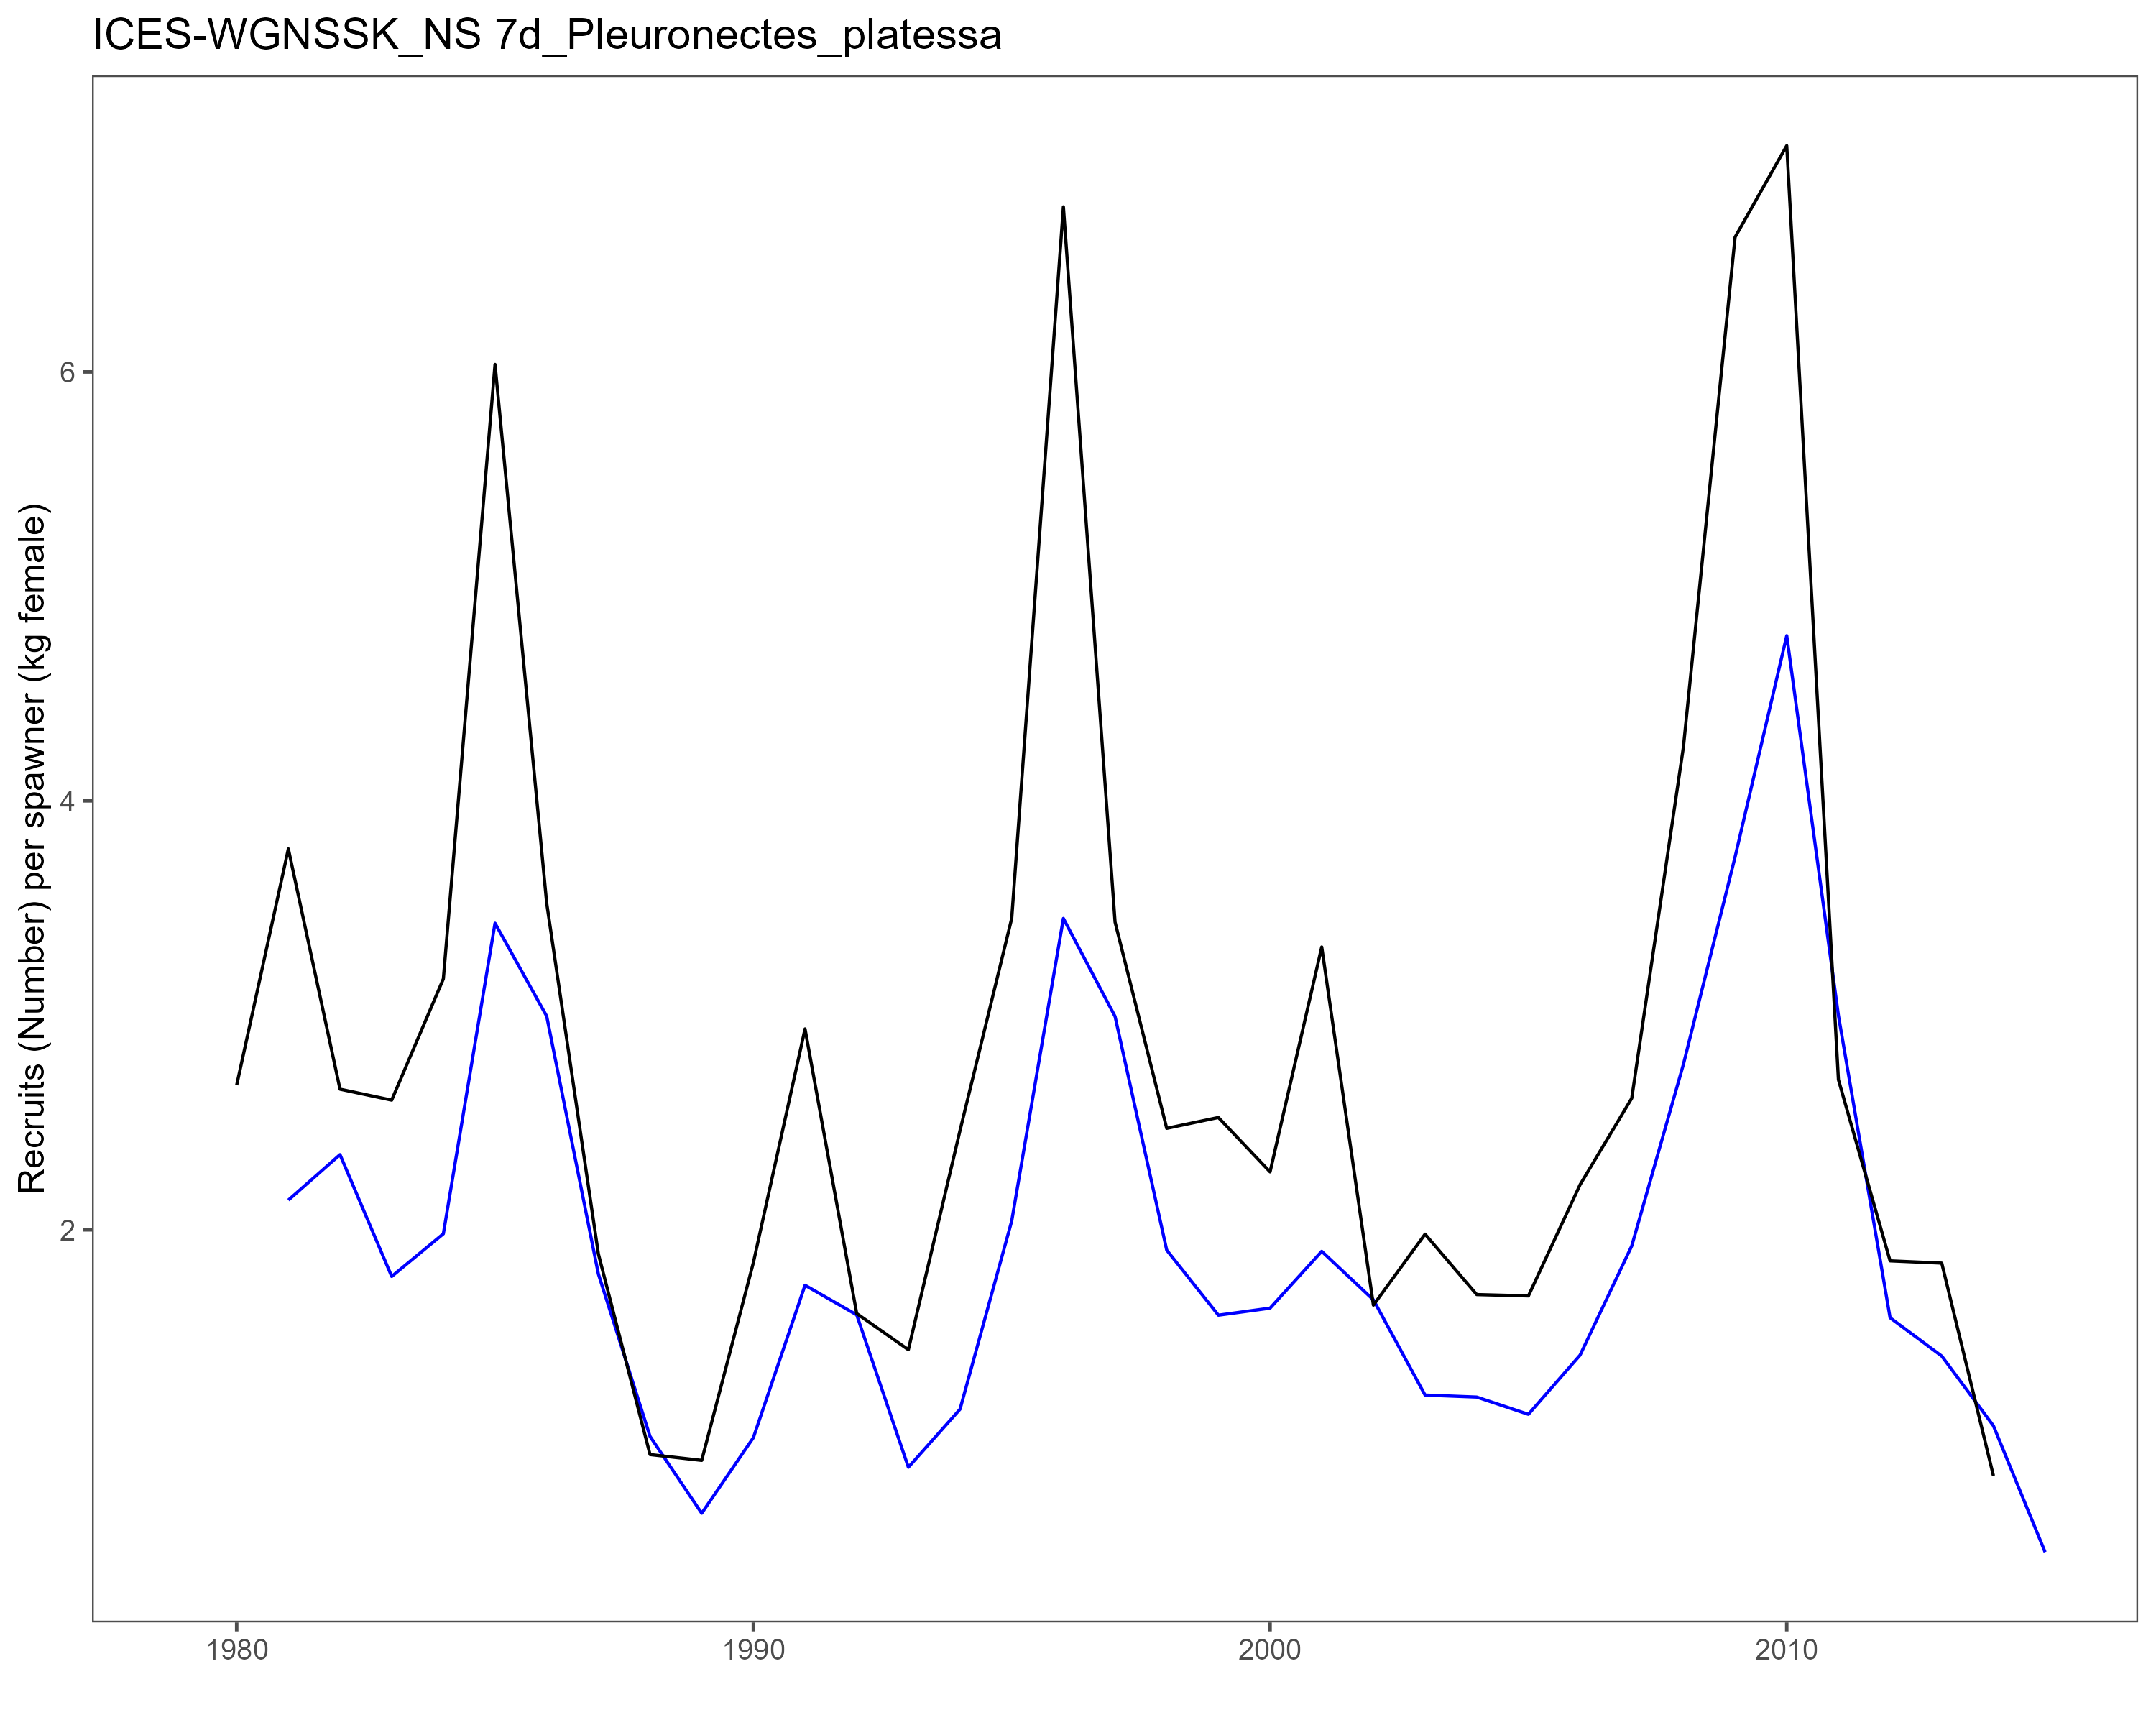 ICES-WGNSSK_NS 7d_Pleuronectes_platessa
Recruits (Number) per spawner (kg female)
6
4
2
1980 1990 2000 2010